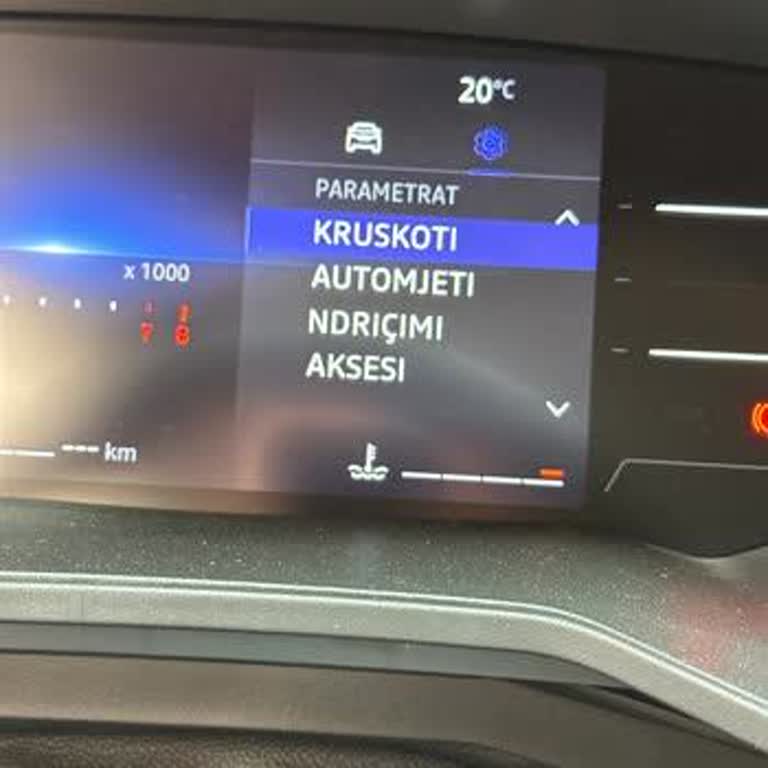 20°C
PARAMETRAT
KRUSKOTI
x 1000
AUTOMJETI
NDRIÇIMI
7 8
AKSESI
--- km